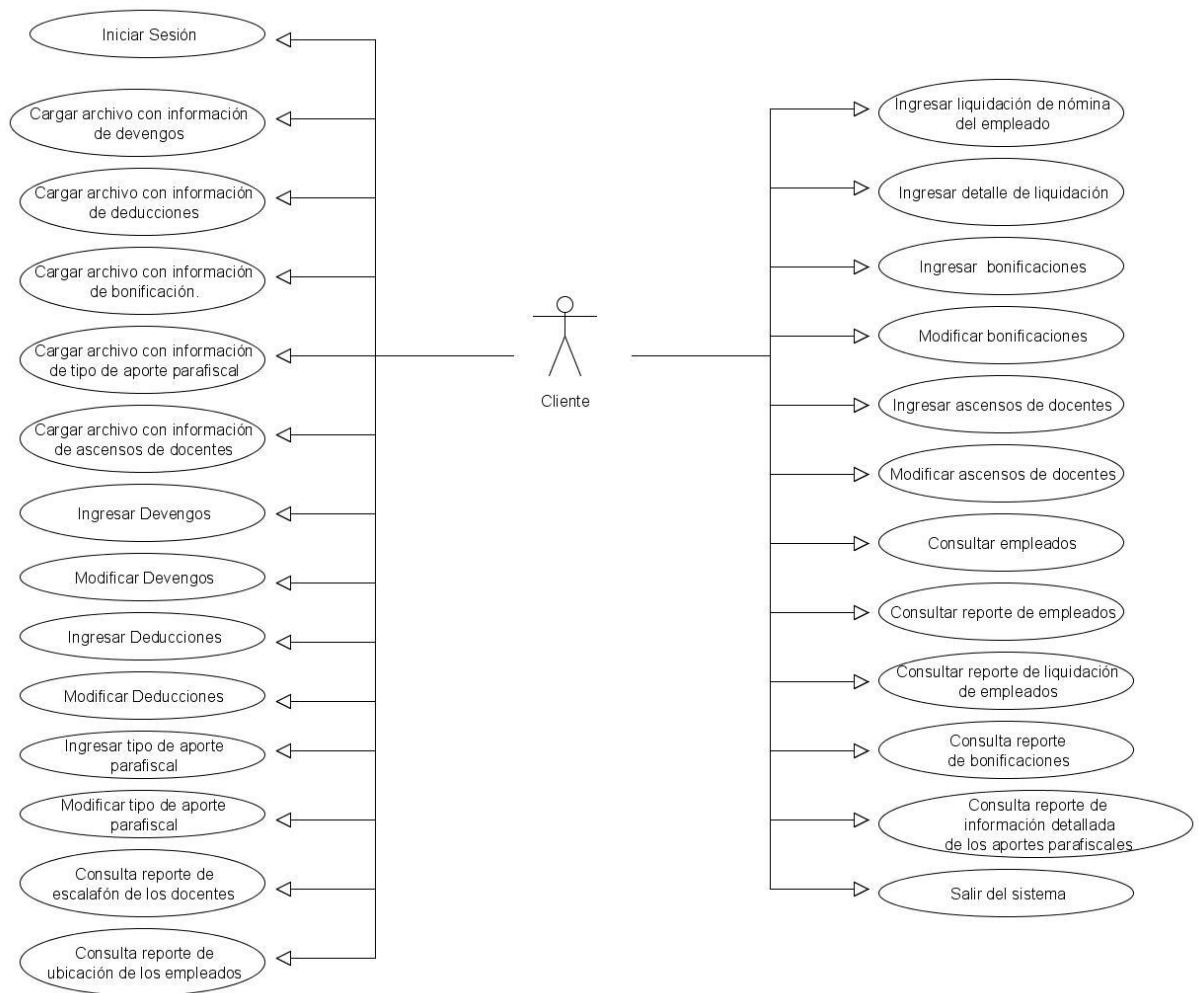 Iniciar Sesión
Cargar archivo con información
de devengos
Cargar archivo con información
de deducciones
Cargar archivo con información
de bonificación.
Cargar archivo con información
de tipo de aporte parafiscal
Cargar archivo con información
de ascensos de docentes
Ingresar Devengos
Modificar Devengos
Ingresar Deducciones
Modificar Deducciones
Ingresar tipo de aporte
parafiscal
Modificar tipo de aporte
parafiscal
Consulta reporte de
escalafón de los docentes
Consulta reporte de
ubicación de los empleados
Cliente
Ingresar liquidación de nómina
del empleado
Ingresar detalle de liquidación
Ingresar bonificaciones
Modificar bonificaciones
Ingresar ascensos de docentes
Modificar ascensos de docentes
Consultar empleados
Consultar reporte de empleados
Consultar reporte de liquidación
de empleados
Consulta reporte
de bonificaciones
Consulta reporte de
información detallada
de los aportes parafiscales
Salir del sistema